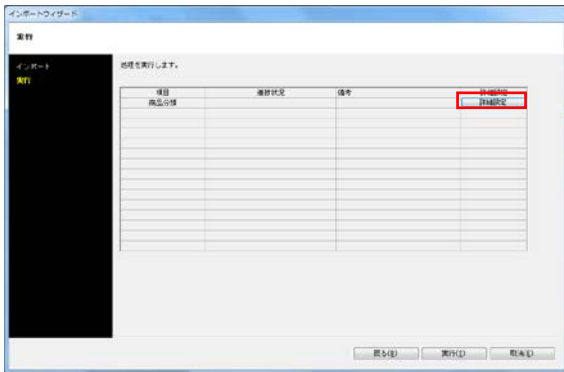 インポートウィザード
実行
インポート
処理を実行します。
実行
項目 進捗状況 備考 詳細設定
商品分類 詳細設定
戻る(B) 実行(I) 取消(L)